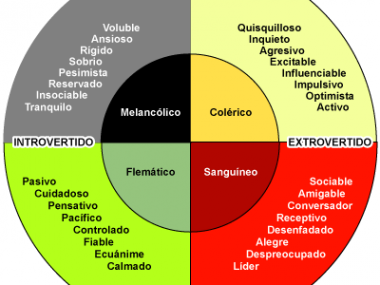 Voluble
Ansioso
Rígido
Sobrio
Pesimista
Reservado
Insociable
Tranquilo
Quisquilloso
Inquieto
Agresivo
Excitable
Influenciable
Impulsivo
Optimista
Activo
Melancólico
Colérico
INTROVERTIDO
EXTROVERTIDO
Flemático
Sanguíneo
Pasivo
Cuidadoso
Pensativo
Pacífico
Controlado
Fiable
Ecuánime
Calmado
Sociable
Amigable
Conversador
Receptivo
Desenfadado
Alegre
Despreocupado
Líder